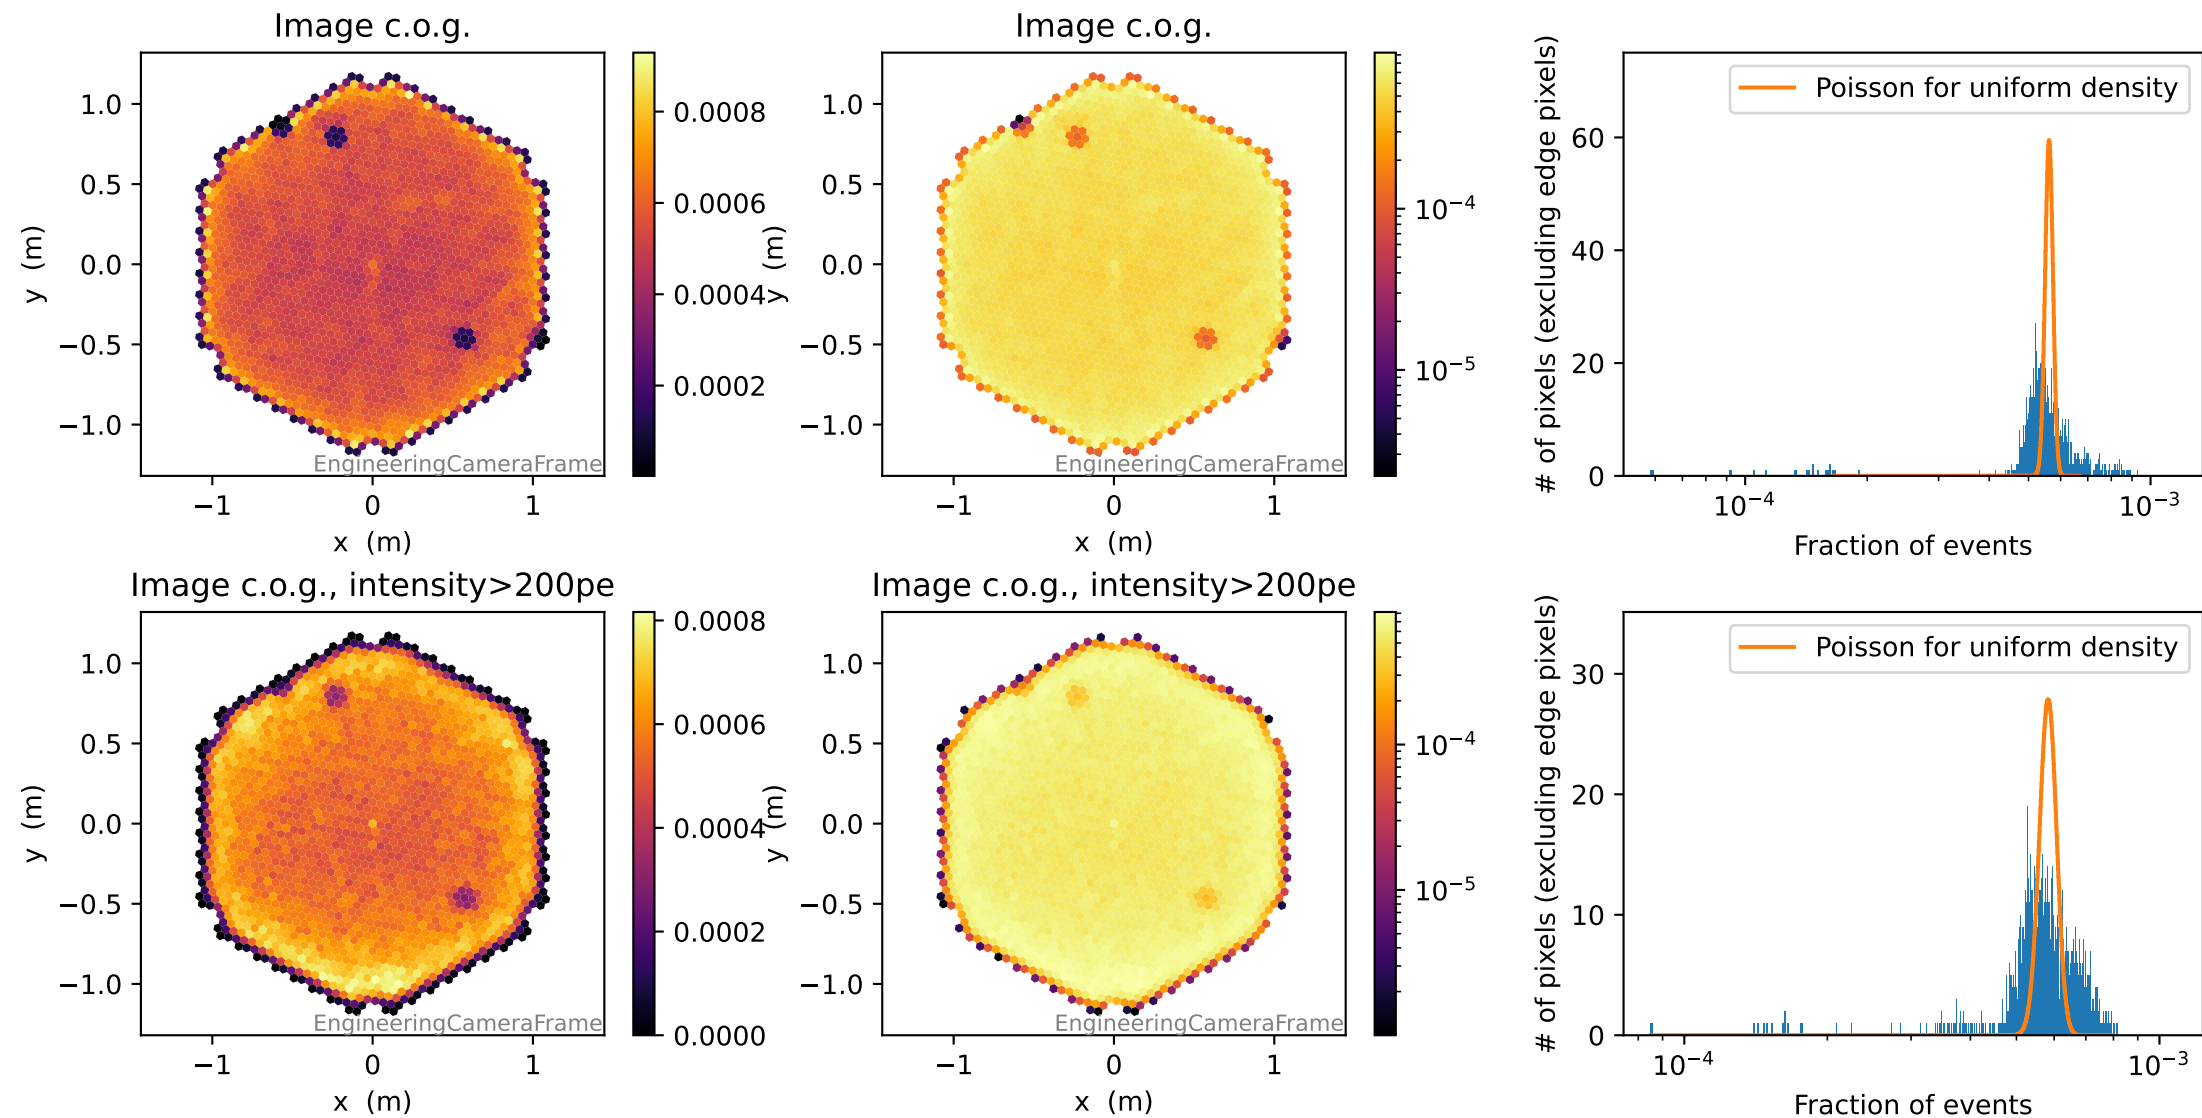 Image c.o.g.
1.0
0.5
0.0
−0.5
−1.0
y (m)
−1
0
1
x (m)
EngineeringCameraFrame
0.0008
0.0006
0.0004
0.0002
Image c.o.g.
1.0
0.5
0.0
−0.5
−1.0
y (m)
−1
0
1
x (m)
EngineeringCameraFrame
10⁻⁴
10⁻⁵
Poisson for uniform density
# of pixels (excluding edge pixels)
60
40
20
0
10⁻⁴
10⁻³
Fraction of events
Image c.o.g., intensity>200pe
1.0
0.5
0.0
−0.5
−1.0
y (m)
−1
0
1
x (m)
EngineeringCameraFrame
0.0008
0.0006
0.0004
0.0002
0.0000
Image c.o.g., intensity>200pe
1.0
0.5
0.0
−0.5
−1.0
y (m)
−1
0
1
x (m)
EngineeringCameraFrame
10⁻⁴
10⁻⁵
Poisson for uniform density
# of pixels (excluding edge pixels)
30
20
10
0
10⁻⁴
10⁻³
Fraction of events